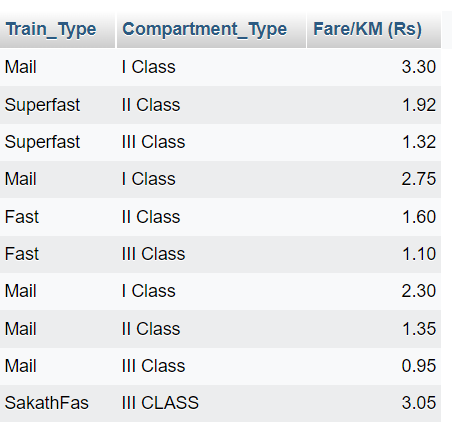 Train_Type Compartment_Type Fare/KM (Rs)
Mail I Class 3.30
Superfast II Class 1.92
Superfast III Class 1.32
Mail I Class 2.75
Fast II Class 1.60
Fast III Class 1.10
Mail I Class 2.30
Mail II Class 1.35
Mail III Class 0.95
SakathFas III CLASS 3.05